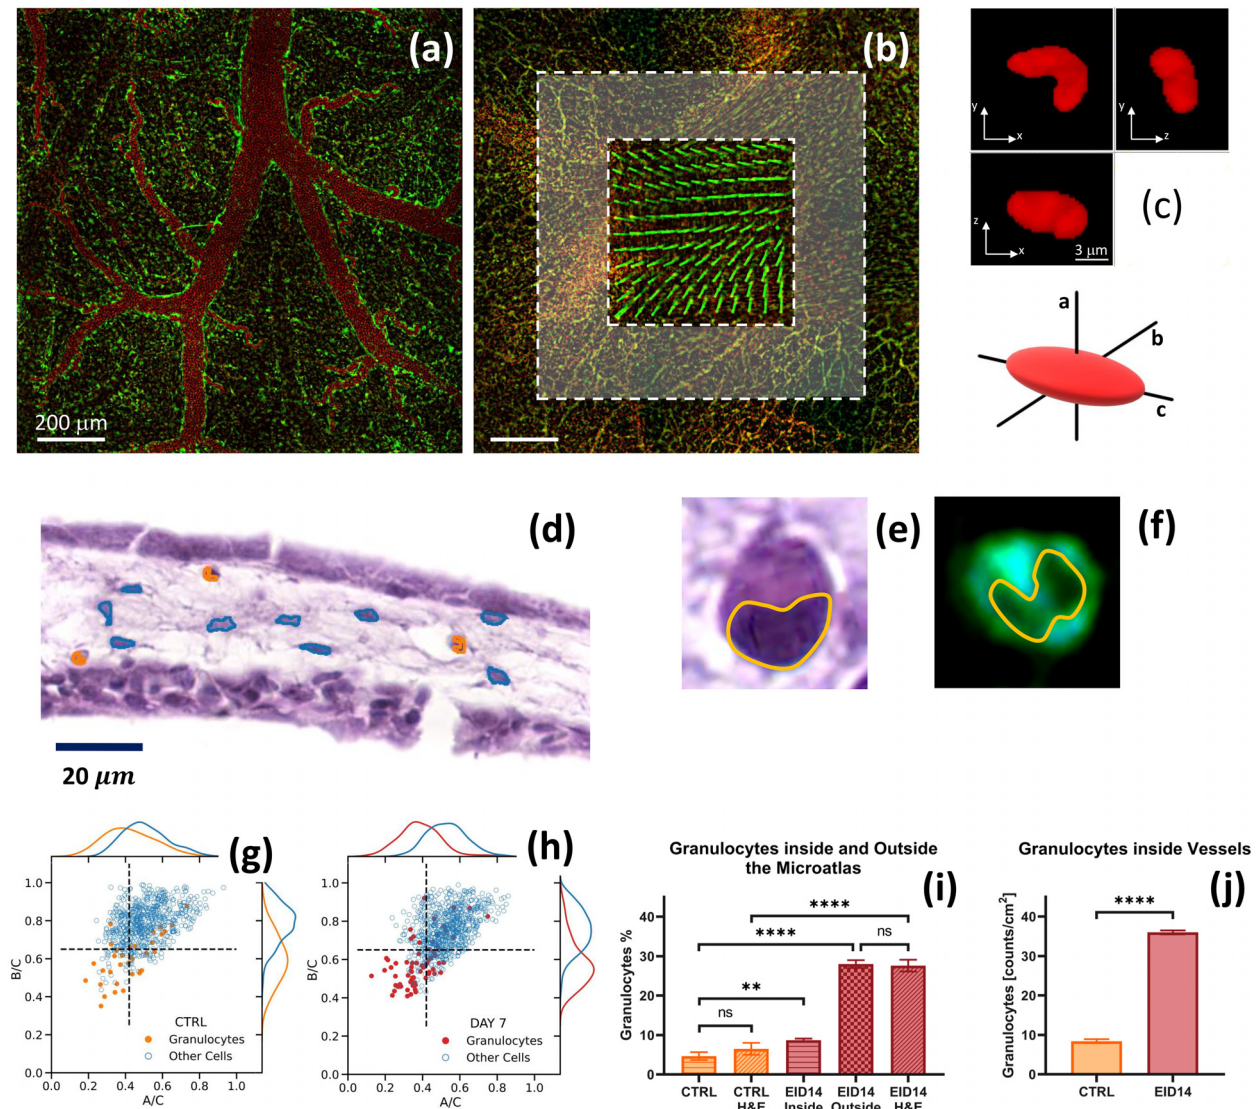 (a)
200 μm
(b)
y
x
y
z
z
x
3 μm
(c)
a
b
c
(d)
20 μm
(e)
(f)
(g)
1.0
0.8
0.6
0.4
0.2
0.0
B/C
CTRL
Granulocytes
Other Cells
0.0 0.2 0.4 0.6 0.8 1.0
A/C
(h)
1.0
0.8
0.6
0.4
0.2
0.0
B/C
DAY 7
Granulocytes
Other Cells
0.0 0.2 0.4 0.6 0.8 1.0
A/C
Granulocytes inside and Outside
the Microatlas
(i)
Granulocytes %
40
30
20
10
0
****
****
ns
**
ns
CTRL CTRL EID14 EID14 EID14
H&E Inside Outside H&E
Granulocytes inside Vessels
(j)
Granulocytes [counts/cm2]
40
30
20
10
0
****
CTRL EID14